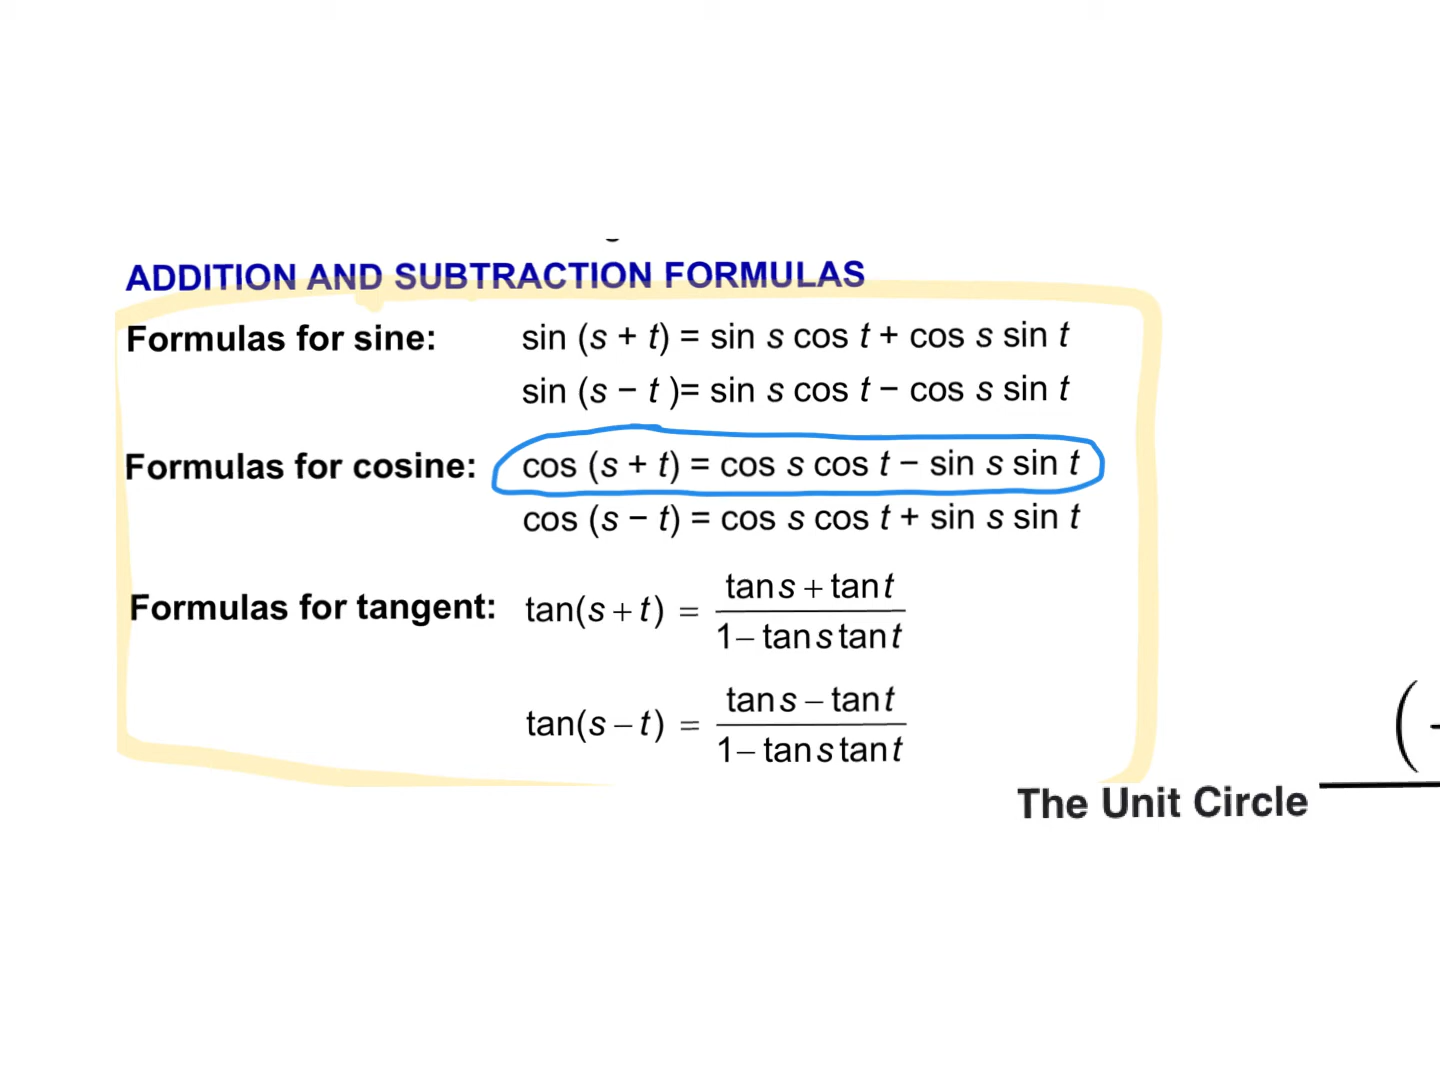 ADDITION AND SUBTRACTION FORMULAS
Formulas for sine: sin (s + t) = sin s cos t + cos s sin t
sin (s − t )= sin s cos t − cos s sin t
Formulas for cosine: cos (s + t) = cos s cos t − sin s sin t
cos (s − t) = cos s cos t + sin s sin t
Formulas for tangent: tan(s + t) = (tan s + tan t) / (1 − tan s tan t)
tan(s − t) = (tan s − tan t) / (1 − tan s tan t)
(
The Unit Circle